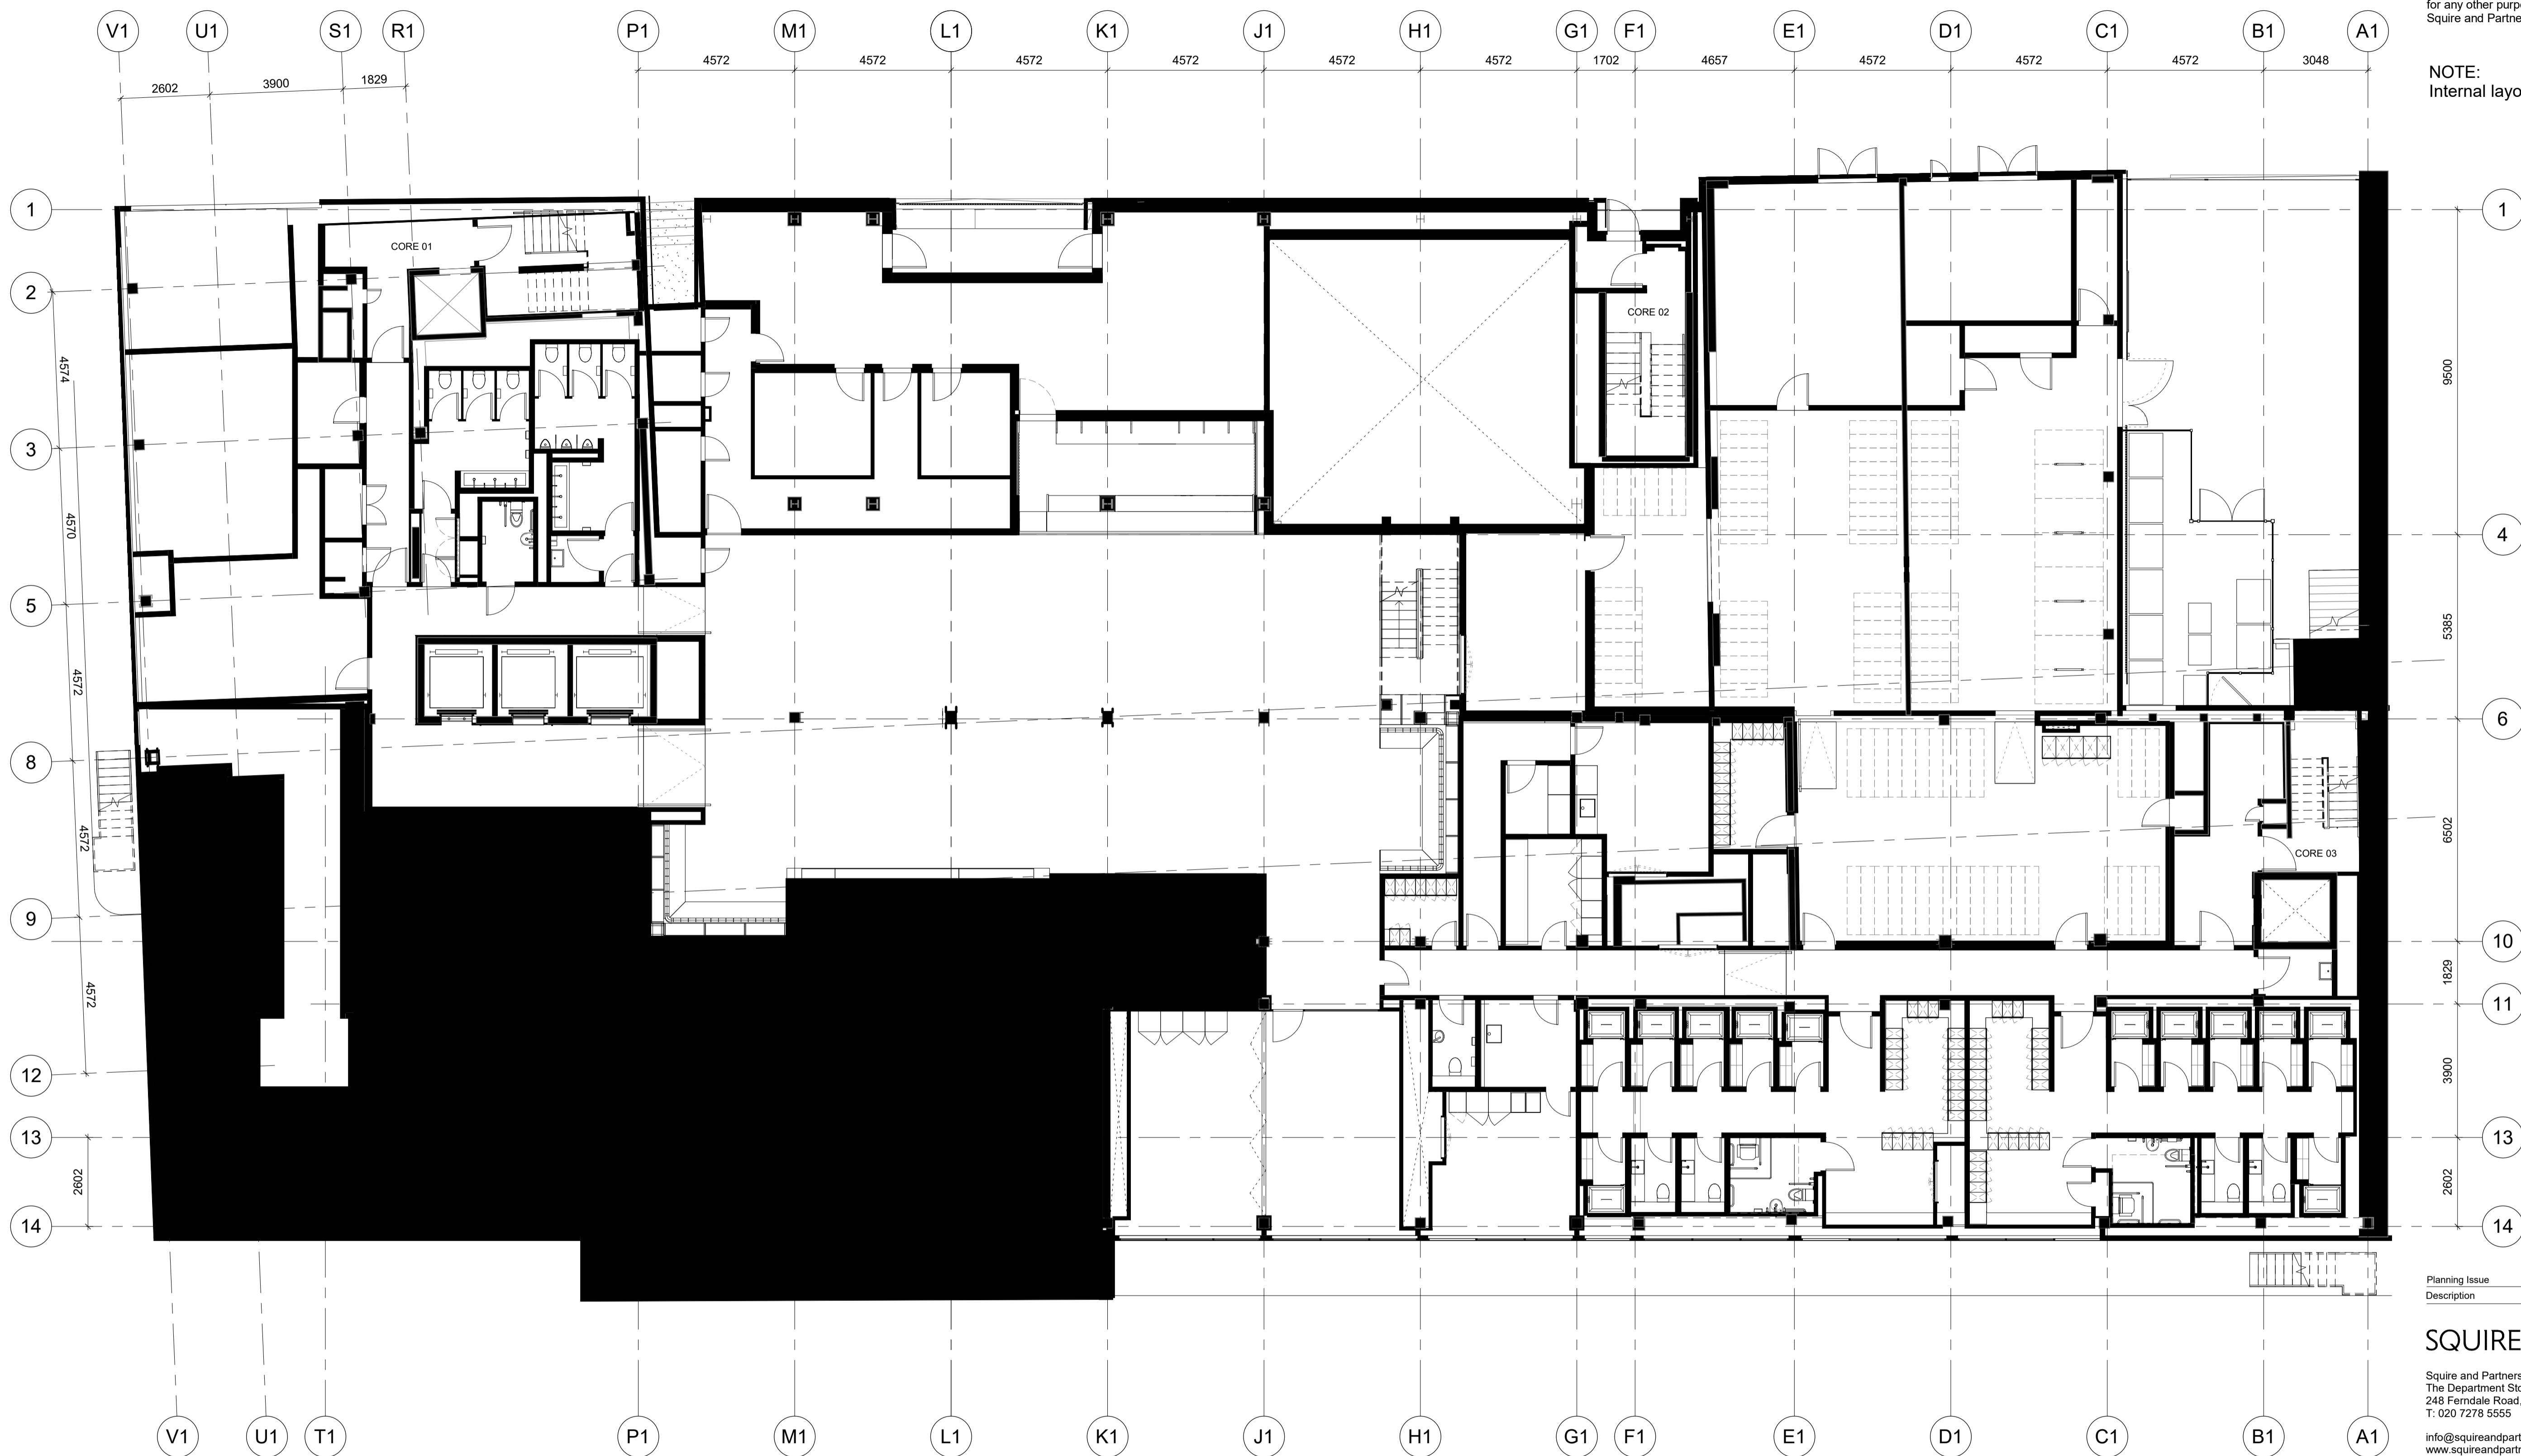 for any other purp
Squire and Partne
V1 U1 S1 R1 P1 M1 L1 K1 J1 H1 G1 F1 E1 D1 C1 B1 A1
4572 4572 4572 4572 4572 4572 1702 4657 4572 4572 4572 3048
2602 3900 1829
NOTE:
Internal layo
1 1
CORE 01
2
CORE 02
4574 9500
3
4570 4
5 5385
4572 6
8
4572 6502
CORE 03
9
10
4572 1829
11
12 3900
13 13
2092 2602
14 14
Planning Issue
Description
SQUIRE
Squire and Partners
The Department Sto
248 Ferndale Road,
T: 020 7278 5555
info@squireandpart
www.squireandpartn
V1 U1 T1 P1 M1 L1 K1 J1 H1 G1 F1 E1 D1 C1 B1 A1